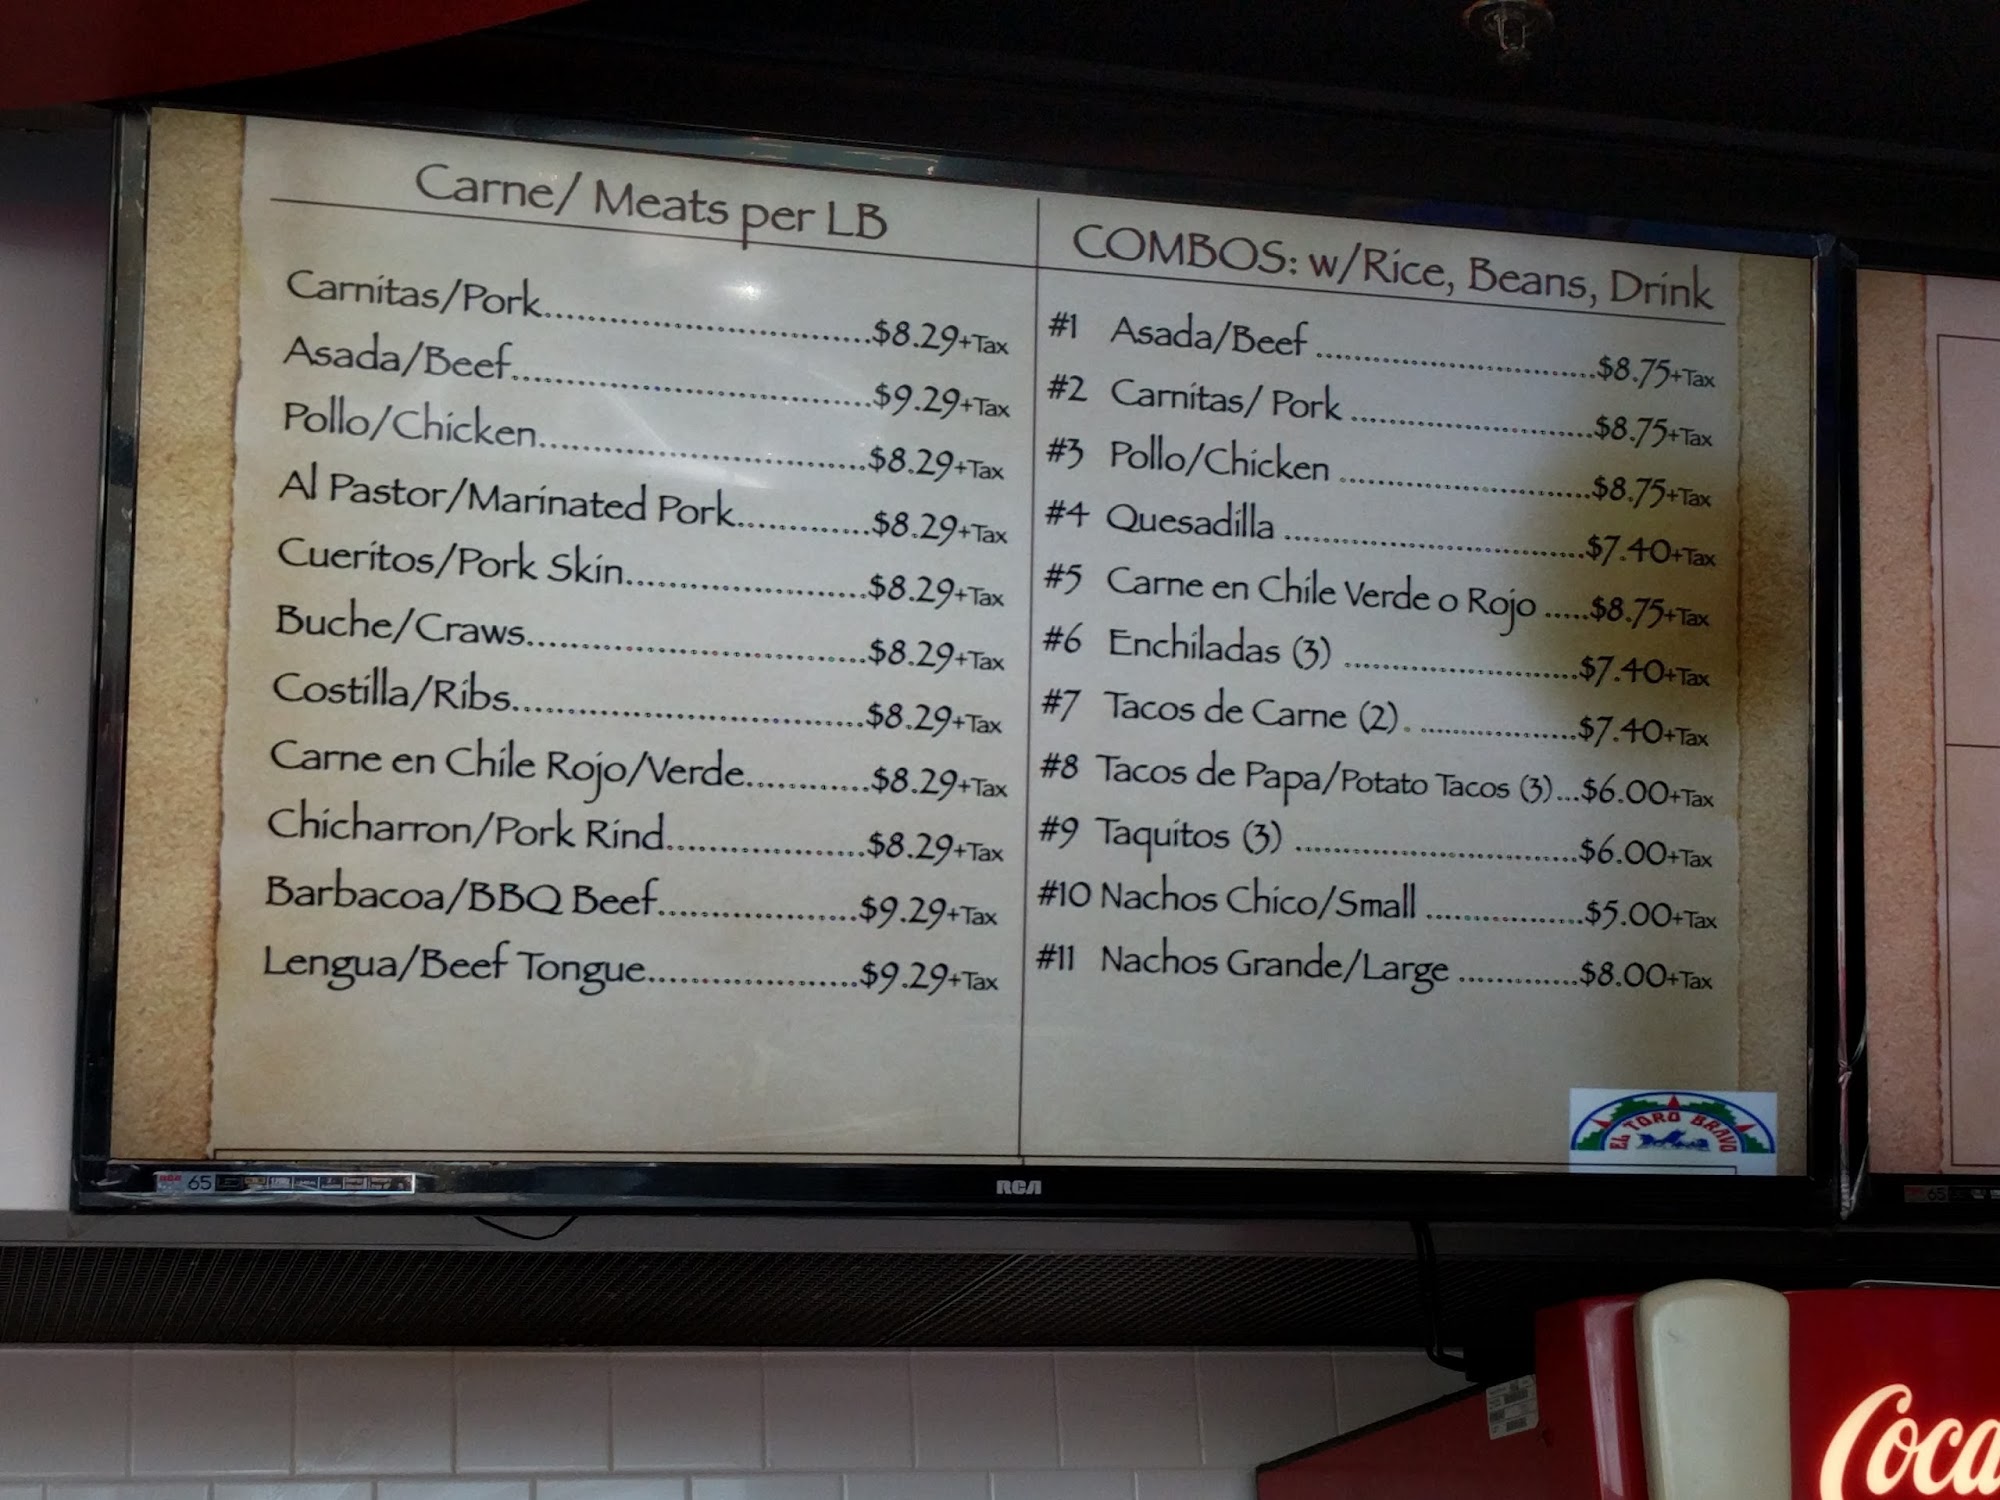 Carne/ Meats per LB
Carnitas/Pork..............................$8.29+Tax
Asada/Beef..............................$9.29+Tax
Pollo/Chicken..............................$8.29+Tax
Al Pastor/Marinated Pork.............$8.29+Tax
Cueritos/Pork Skin......................$8.29+Tax
Buche/Craws..............................$8.29+Tax
Costilla/Ribs..............................$8.29+Tax
Carne en Chile Rojo/Verde............$8.29+Tax
Chicharron/Pork Rind...................$8.29+Tax
Barbacoa/BBQ Beef...................$9.29+Tax
Lengua/Beef Tongue...................$9.29+Tax
COMBOS: w/Rice, Beans, Drink
#1 Asada/Beef ..........................$8.75+Tax
#2 Carnitas/ Pork ......................$8.75+Tax
#3 Pollo/Chicken .......................$8.75+Tax
#4 Quesadilla ............................$7.40+Tax
#5 Carne en Chile Verde o Rojo .....$8.75+Tax
#6 Enchiladas (3) ......................$7.40+Tax
#7 Tacos de Carne (2). ...............$7.40+Tax
#8 Tacos de Papa/Potato Tacos (3)...$6.00+Tax
#9 Taquitos (3) ..........................$6.00+Tax
#10 Nachos Chico/Small ...............$5.00+Tax
#11 Nachos Grande/Large ............$8.00+Tax
EL TORO BRAVO
RCA 65
RCA
65
Coca